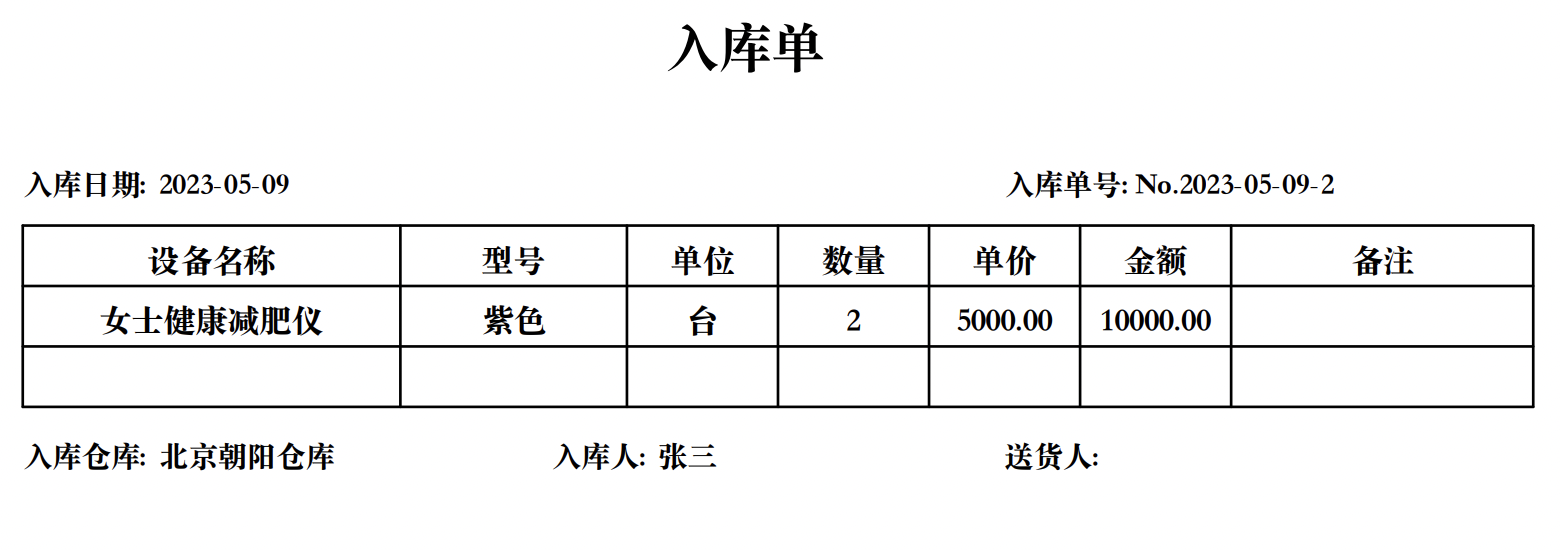 入库单
入库日期: 2023-05-09 入库单号: No.2023-05-09-2
设备名称 型号 单位 数量 单价 金额 备注
女士健康减肥仪 紫色 台 2 5000.00 10000.00
入库仓库: 北京朝阳仓库 入库人: 张三 送货人: